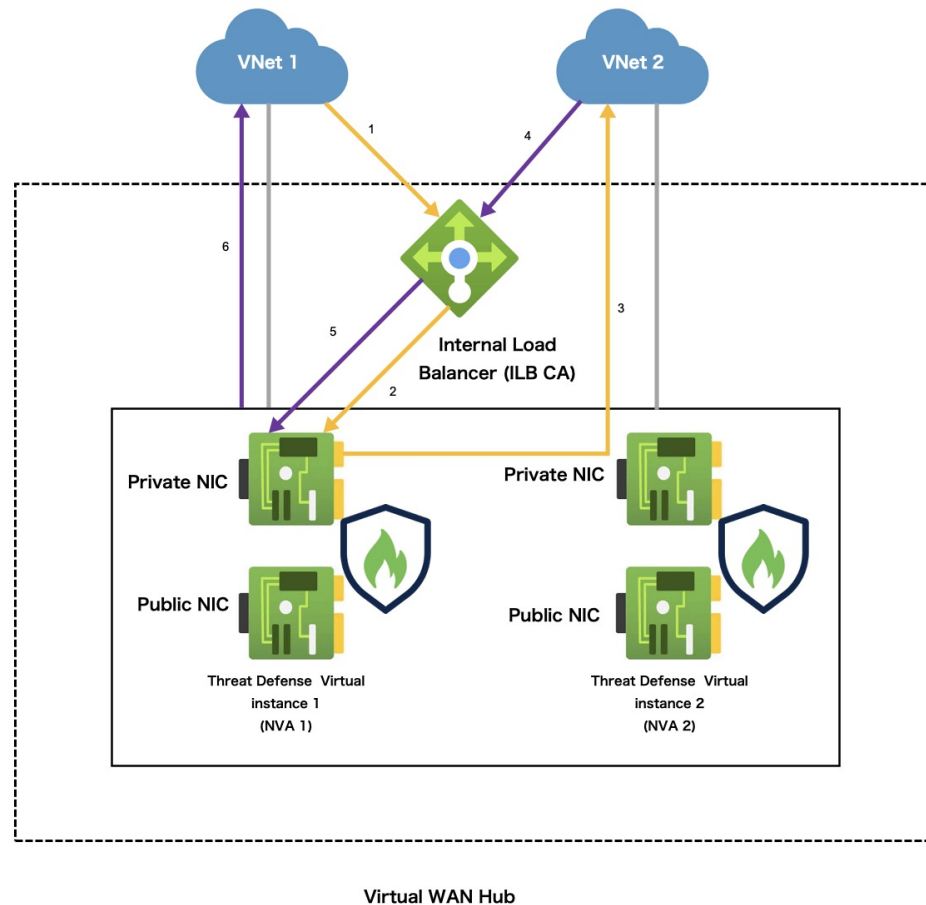 VNet 1
VNet 2
1
4
6
3
5
Internal Load
Balancer (ILB CA)
2
Private NIC
Private NIC
Public NIC
Public NIC
Threat Defense Virtual
instance 1
(NVA 1)
Threat Defense Virtual
instance 2
(NVA 2)
Virtual WAN Hub